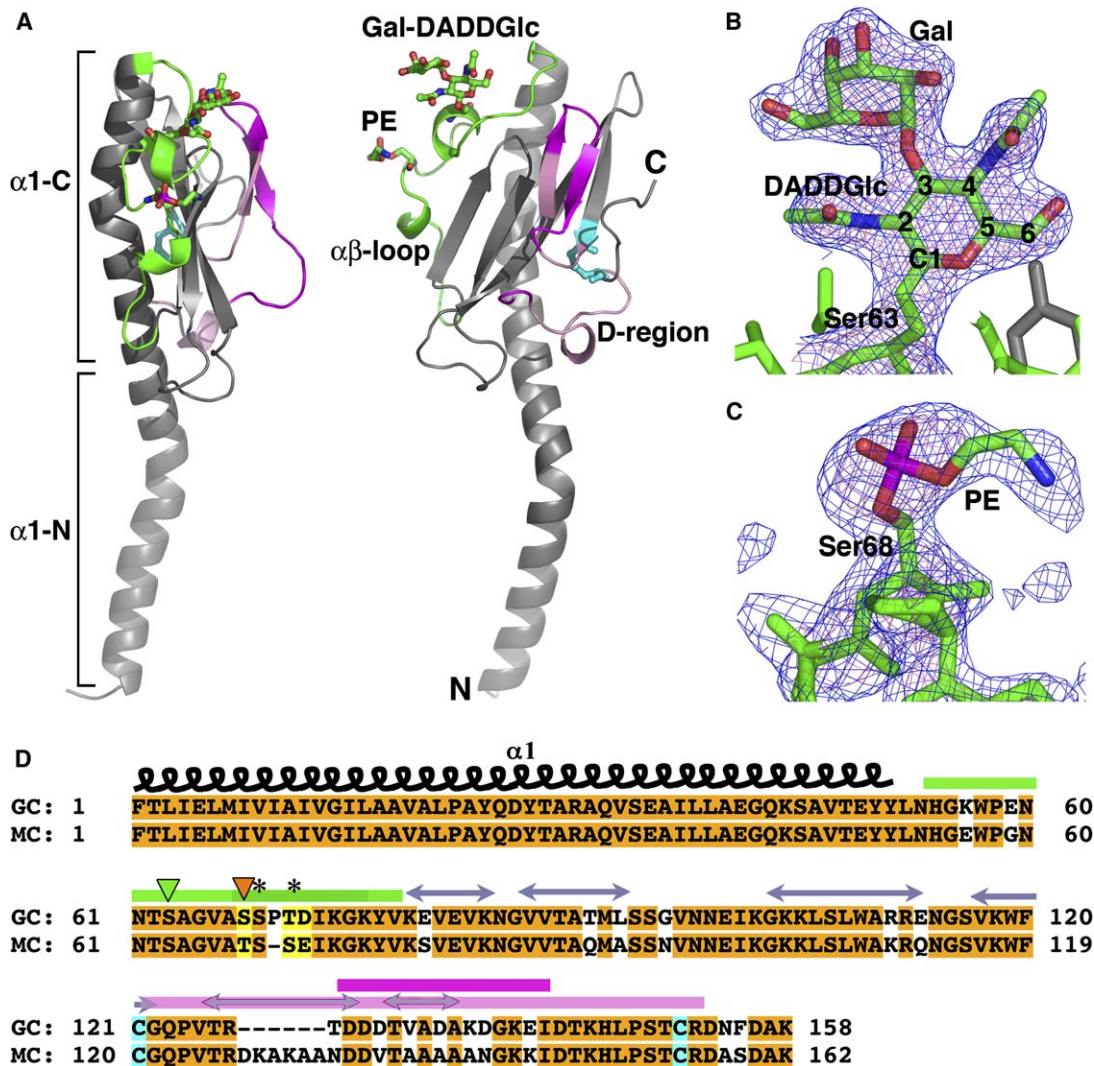 A
α1-C
α1-N
Gal-DADDGlc
PE
C
αβ-loop
D-region
N
B
Gal
DADDGlc
3
4
2
5
6
C1
Ser63
C
PE
Ser68
D
α1
GC: 1 FTLIELMIVIAIVGILAAVALPAYQDYTARAQVSEAILLAEGQKSAVTEYYLNHGKWPEN 60
MC: 1 FTLIELMIVIAIVGILAAVALPAYQDYTARAQVSEAILLAEGQKSAVTEYYLNHGEWPGN 60
* *
GC: 61 NTSAGVASSPTDIKGKYVKEVEVKNGVVTATMLSSGVNNEIKGKKLSLWARRENGSVKWF 120
MC: 61 NTSAGVATS-SEIKGKYVKSVEVKNGVVTAQMASSNVNNEIKGKKLSLWAKRQNGSVKWF 119
GC: 121 CGQPVTR------TDDDTVADAKDGKEIDTKHLPSTCRDNFDAK 158
MC: 120 CGQPVTRDKAKAANDDVTAAAAANGKKIDTKHLPSTCRDASDAK 162